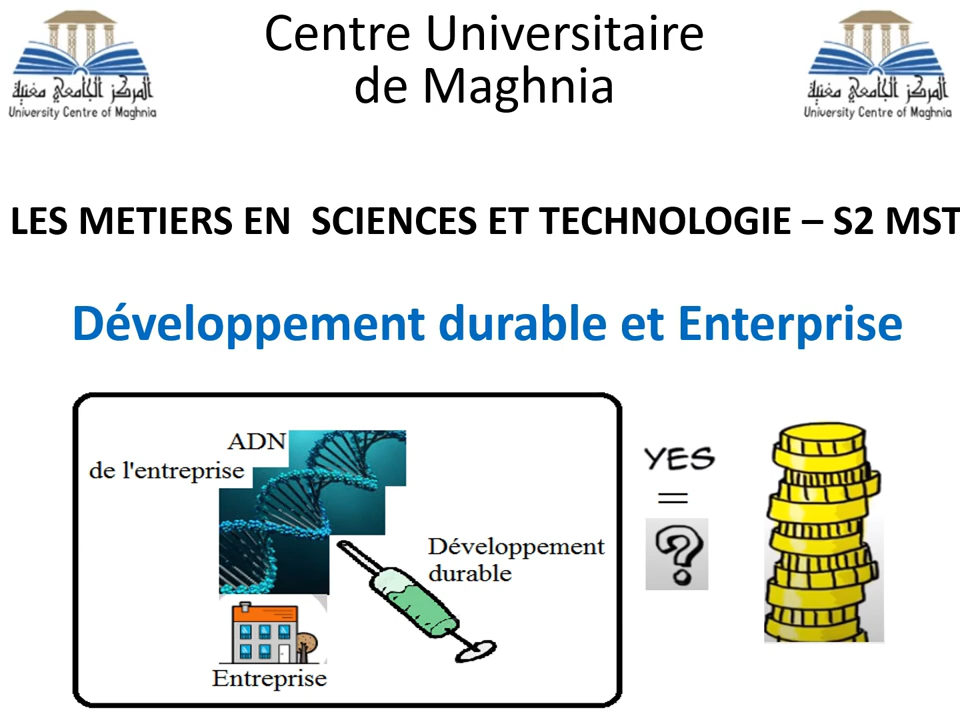 Centre Universitaire
de Maghnia
المركز الجامعي مغنية
University Centre of Maghnia
المركز الجامعي مغنية
University Centre of Maghnia
LES METIERS EN SCIENCES ET TECHNOLOGIE – S2 MST
Développement durable et Enterprise
ADN
de l'entreprise
Développement
durable
Entreprise
YES
=
?